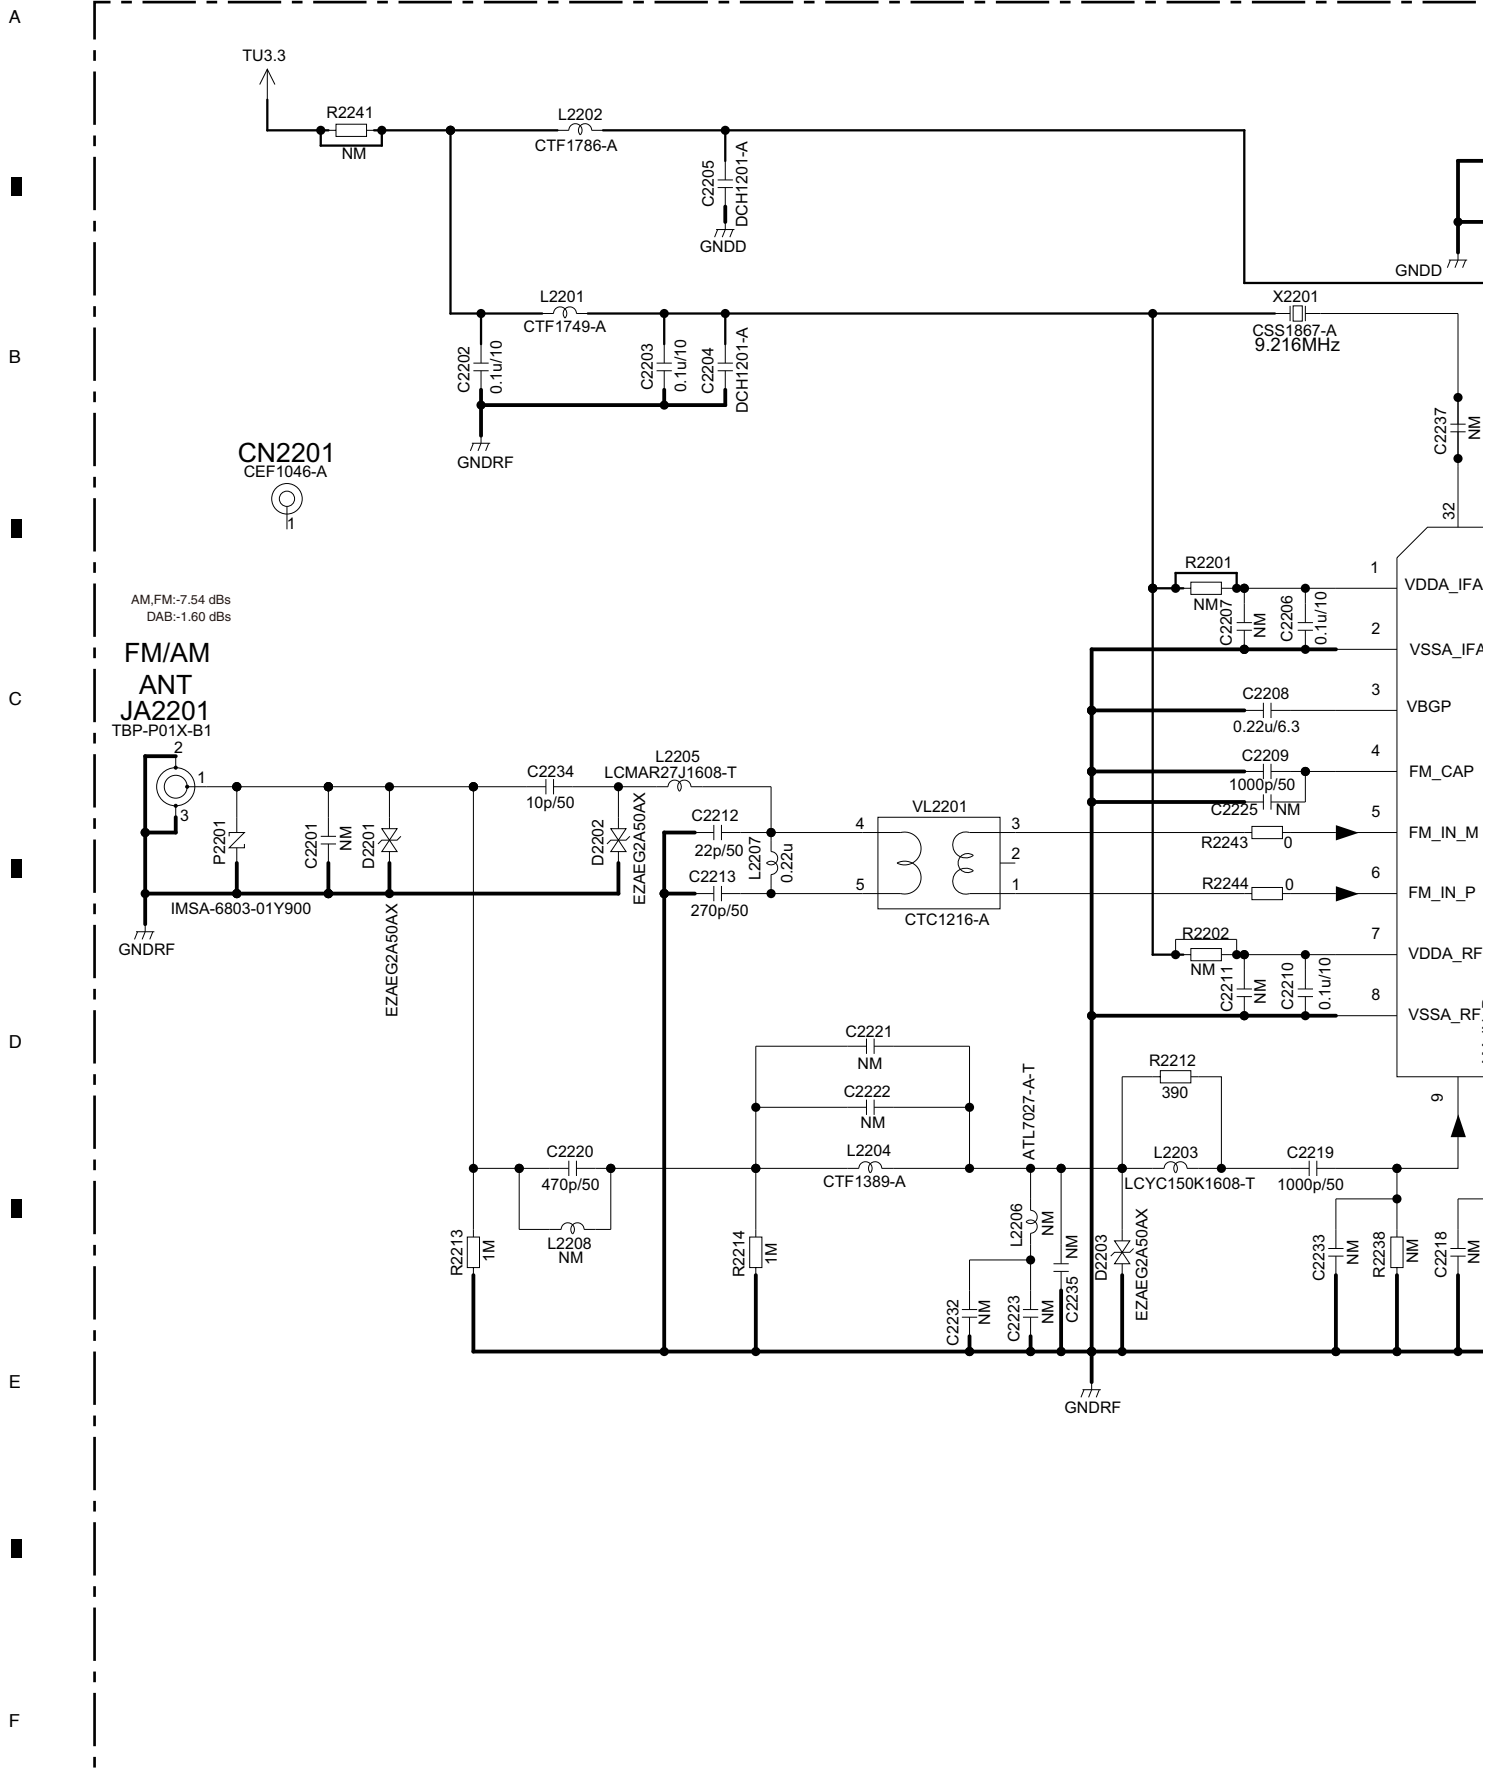 A
TU3.3
R2241
NM
L2202
CTF1786-A
C2205
DCH1201-A
GNDD
GNDD
L2201
CTF1749-A
X2201
CSS1867-A
9.216MHz
B
C2202
0.1u/10
C2203
0.1u/10
C2204
DCH1201-A
GNDRF
C2237
NM
32
CN2201
CEF1046-A
1
AM,FM:-7.54 dBs
DAB:-1.60 dBs
FM/AM
ANT
JA2201
TBP-P01X-B1
2
1
3
C
R2201
NM
C2207
NM
C2206
0.1u/10
1
VDDA_IFA
2
VSSA_IFA
C2208
0.22u/6.3
3
VBGP
C2209
1000p/50
C2225
NM
4
FM_CAP
5
FM_IN_M
R2243
0
6
FM_IN_P
R2244
0
P2201
IMSA-6803-01Y900
C2201
NM
D2201
EZAEG2A50AX
GNDRF
C2234
10p/50
D2202
EZAEG2A50AX
L2205
LCMAR27J1608-T
C2212
22p/50
L2207
0.22u
C2213
270p/50
VL2201
4
5
3
2
1
CTC1216-A
R2202
NM
C2211
NM
C2210
0.1u/10
7
VDDA_RF
8
VSSA_RF
D
C2221
NM
C2222
NM
L2204
CTF1389-A
ATL7027-A-T
R2212
390
9
C2220
470p/50
L2208
NM
L2203
LCYC150K1608-T
C2219
1000p/50
R2213
1M
R2214
1M
L2206
NM
C2232
NM
C2223
NM
NM
C2235
D2203
EZAEG2A50AX
C2233
NM
R2238
NM
C2218
NM
E
GNDRF
F